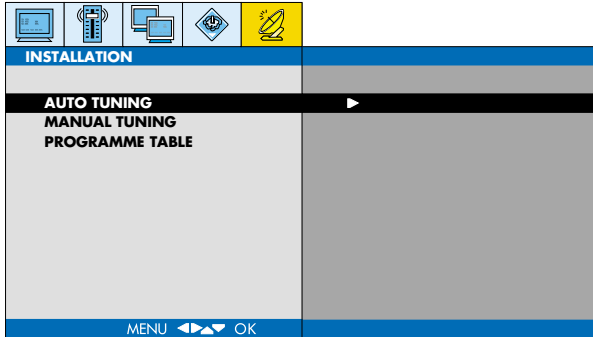 INSTALLATION
AUTO TUNING
MANUAL TUNING
PROGRAMME TABLE
MENU OK